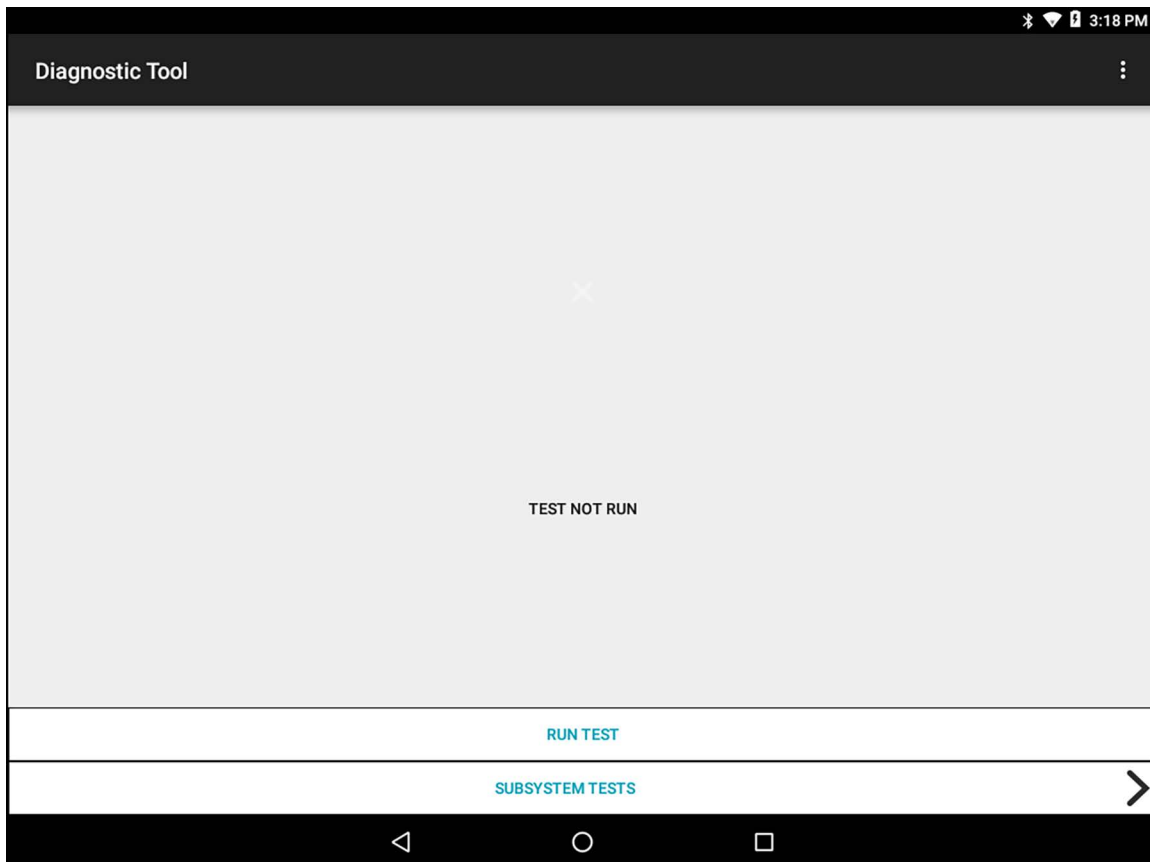 3:18 PM
Diagnostic Tool
TEST NOT RUN
RUN TEST
SUBSYSTEM TESTS